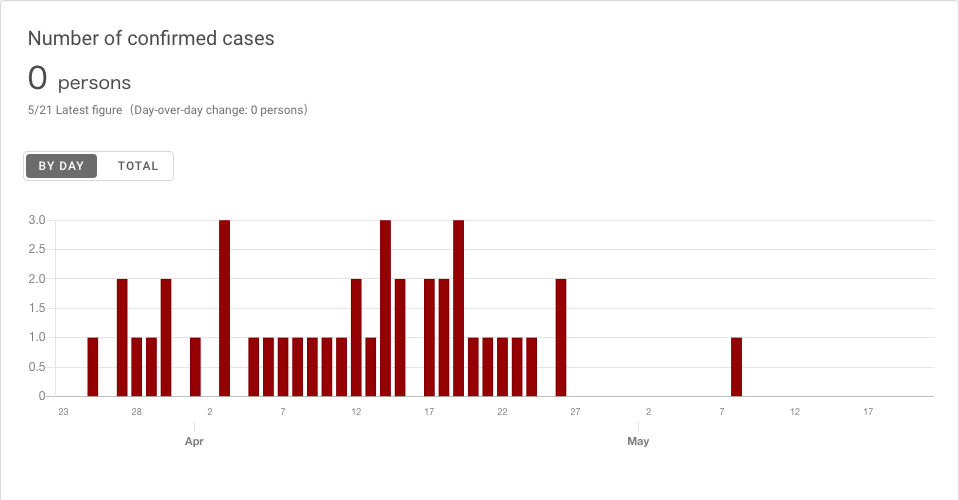 Number of confirmed cases
0 persons
5/21 Latest figure（Day-over-day change: 0 persons）
BY DAY TOTAL
3.0
2.5
2.0
1.5
1.0
0.5
0
23 28 2 7 12 17 22 27 2 7 12 17
Apr May